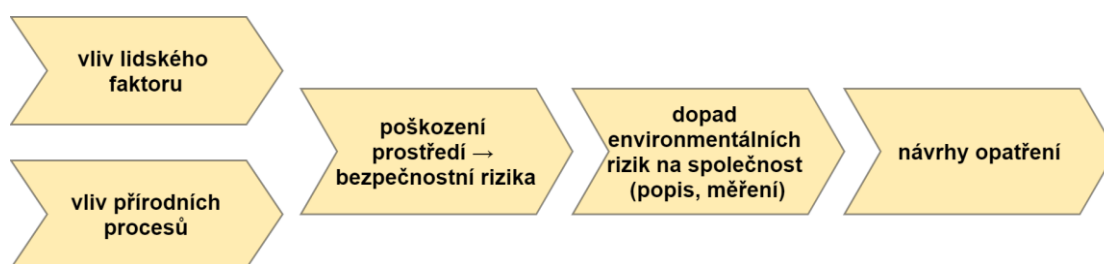 vliv lidského
faktoru
vliv přírodních
procesů
poškození
prostředí →
bezpečnostní rizika
dopad
environmentálních
rizik na společnost
(popis, měření)
návrhy opatření